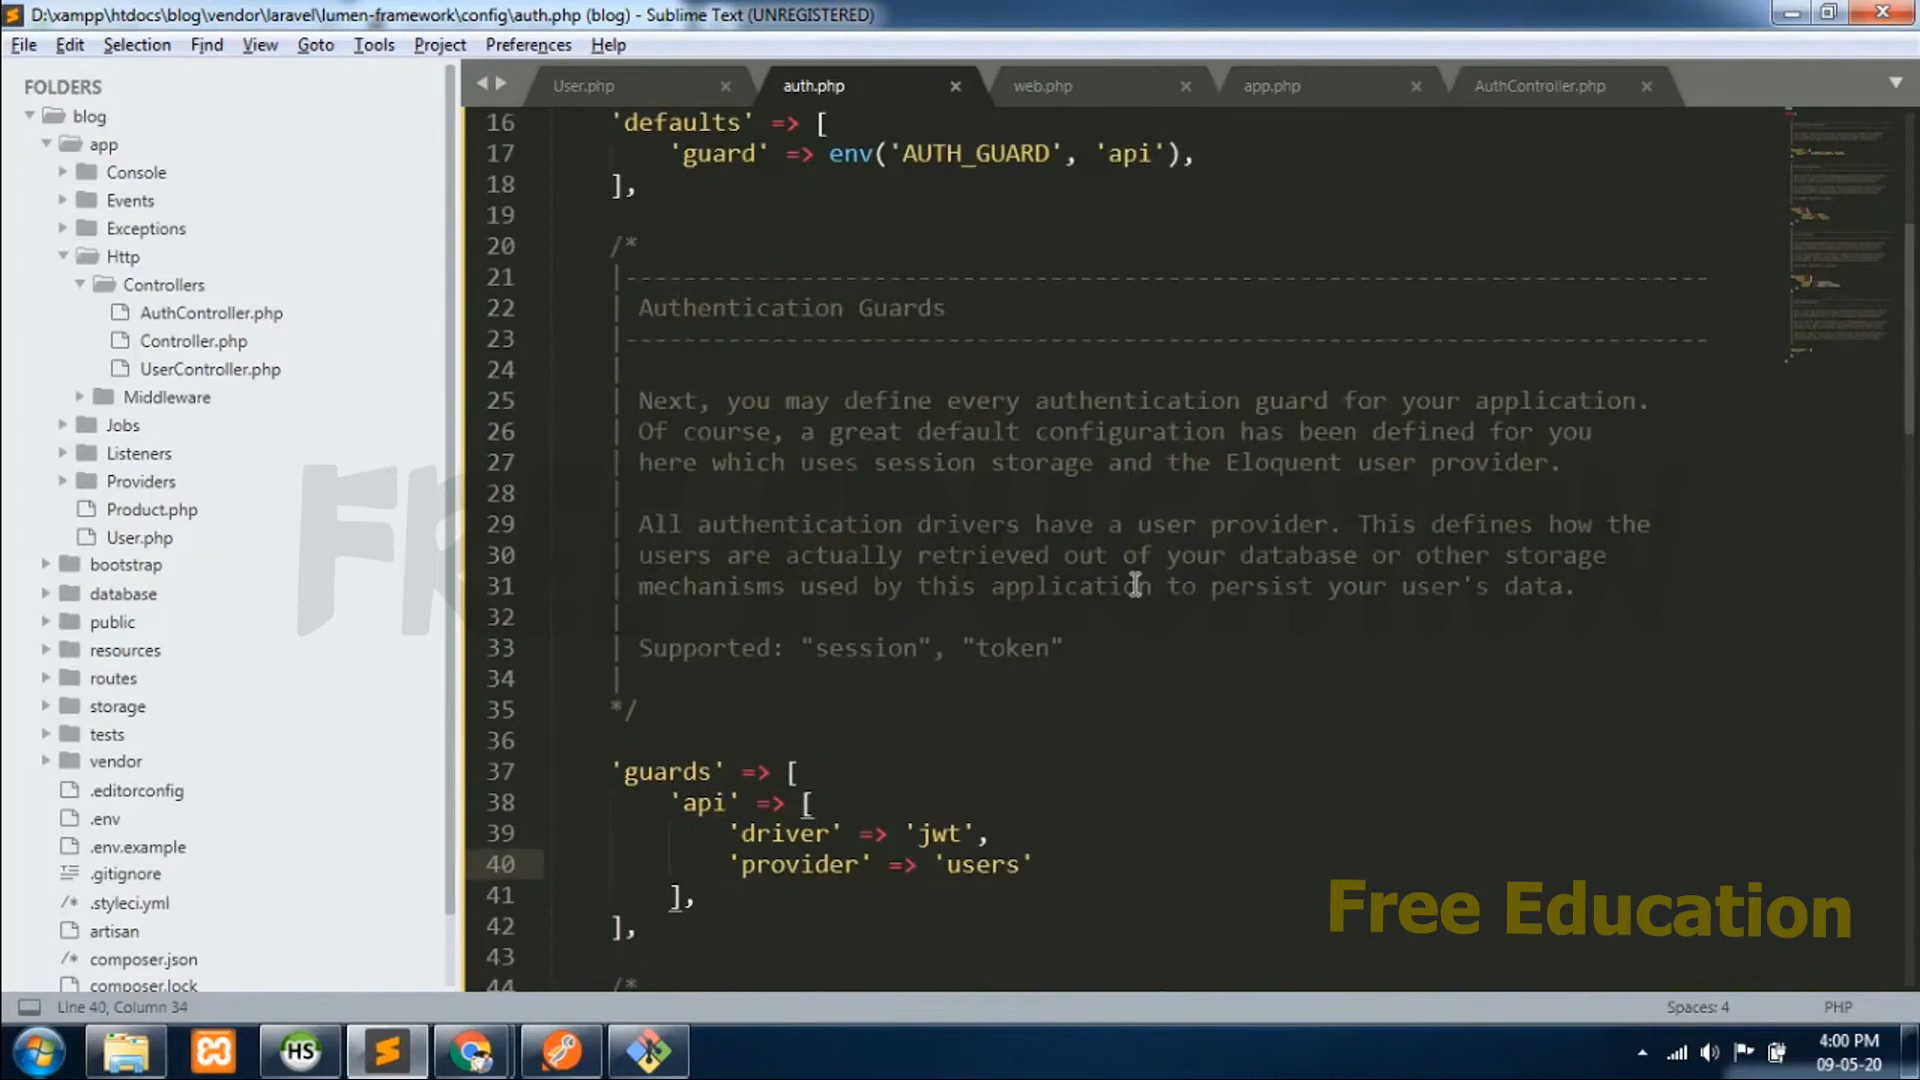 D:\xampp\htdocs\blog\vendor\laravel\lumen-framework\config\auth.php (blog) - Sublime Text (UNREGISTERED)
File Edit Selection Find View Goto Tools Project Preferences Help
FOLDERS
blog
app
Console
Events
Exceptions
Http
Controllers
AuthController.php
Controller.php
UserController.php
Middleware
Jobs
Listeners
Providers
Product.php
User.php
bootstrap
database
public
resources
routes
storage
tests
vendor
.editorconfig
.env
.env.example
.gitignore
/* .styleci.yml
artisan
/* composer.json
composer.lock
User.php auth.php web.php app.php AuthController.php
16 'defaults' => [
17 'guard' => env('AUTH_GUARD', 'api'),
18 ],
19
20 /*
21 |--------------------------------------------------------------------------
22 | Authentication Guards
23 |--------------------------------------------------------------------------
24 |
25 | Next, you may define every authentication guard for your application.
26 | Of course, a great default configuration has been defined for you
27 | here which uses session storage and the Eloquent user provider.
28 |
29 | All authentication drivers have a user provider. This defines how the
30 | users are actually retrieved out of your database or other storage
31 | mechanisms used by this application to persist your user's data.
32 |
33 | Supported: "session", "token"
34 |
35 */
36
37 'guards' => [
38 'api' => [
39 'driver' => 'jwt',
40 'provider' => 'users'
41 ],
42 ],
43
44 /*
FREE EDUCATION
Free Education
Line 40, Column 34
Spaces: 4
PHP
HS
4:00 PM
09-05-20